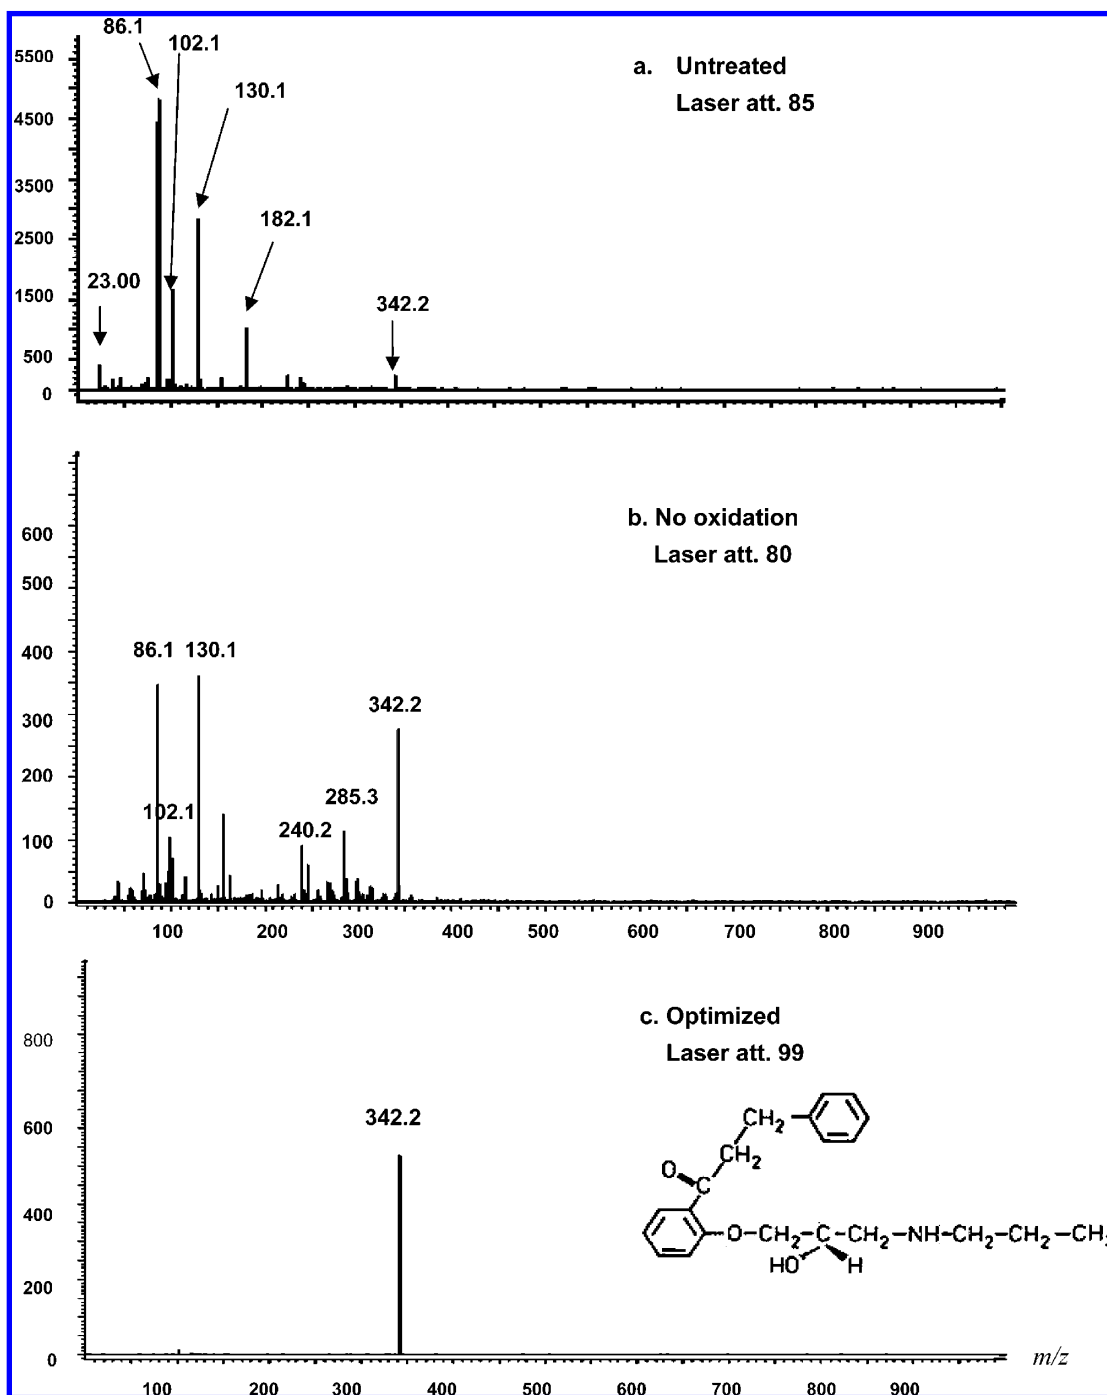 86.1
102.1
130.1
182.1
23.00
342.2
a. Untreated
Laser att. 85
5500
4500
3500
2500
1500
500
0
b. No oxidation
Laser att. 80
600
500
400
300
200
100
0
86.1 130.1
342.2
102.1
285.3
240.2
100 200 300 400 500 600 700 800 900
c. Optimized
Laser att. 99
800
600
400
200
0
342.2
CH2
CH2
O
C
O-CH2-C-CH2-NH-CH2-CH2-CH3
HO H
m/z
100 200 300 400 500 600 700 800 900